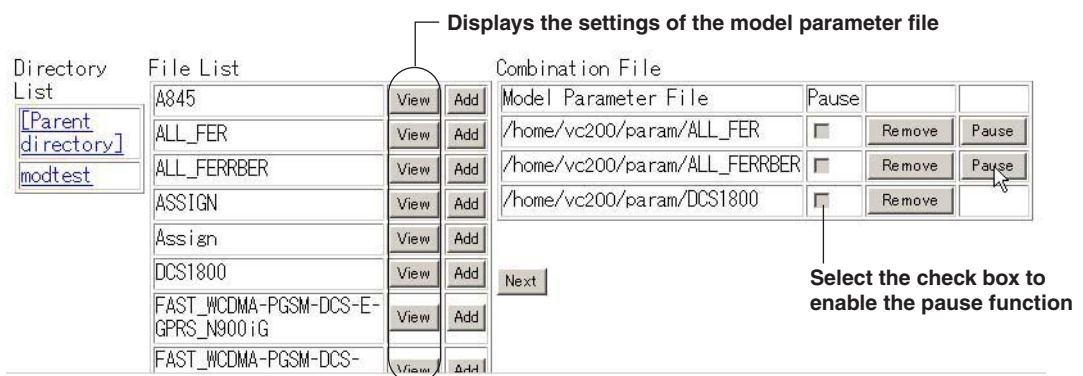 Displays the settings of the model parameter file
Directory List
[Parent directory]
modtest
File List
A845 View Add
ALL_FER View Add
ALL_FERRBER View Add
ASSIGN View Add
Assign View Add
DCS1800 View Add
FAST_WCDMA-PGSM-DCS-E-
GPRS_N900iG View Add
FAST_WCDMA-PGSM-DCS- View Add
Combination File
Model Parameter File Pause
/home/vc200/param/ALL_FER Remove Pause
/home/vc200/param/ALL_FERRBER Remove Pause
/home/vc200/param/DCS1800 Remove
Next
Select the check box to
enable the pause function